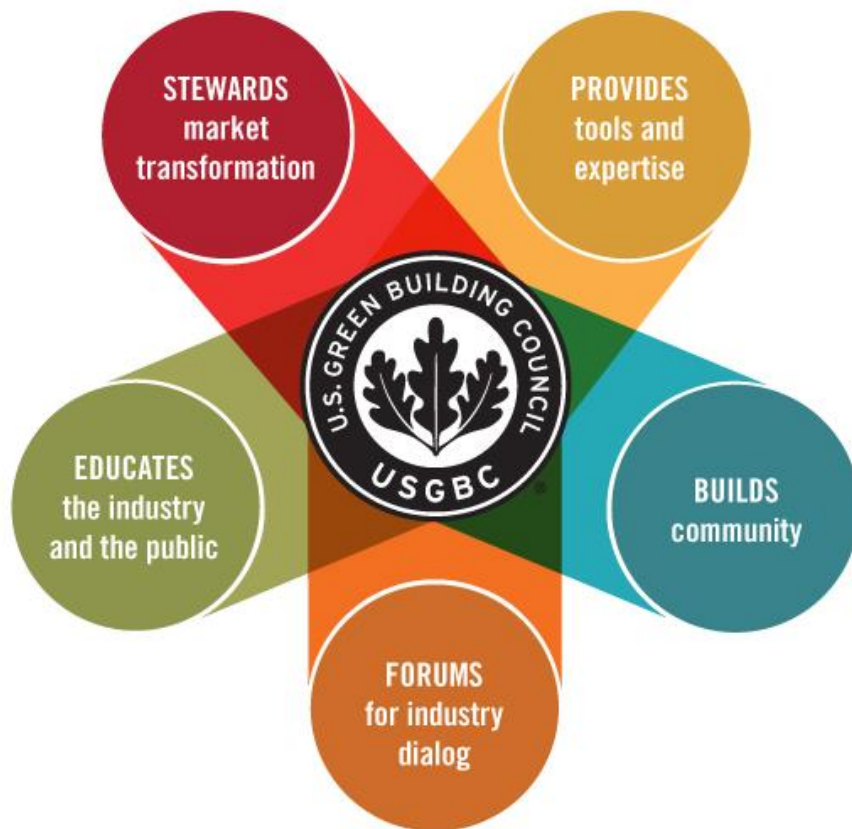 STEWARDS
market
transformation
PROVIDES
tools and
expertise
U.S. GREEN BUILDING COUNCIL
USGBC
®
EDUCATES
the industry
and the public
BUILDS
community
FORUMS
for industry
dialog